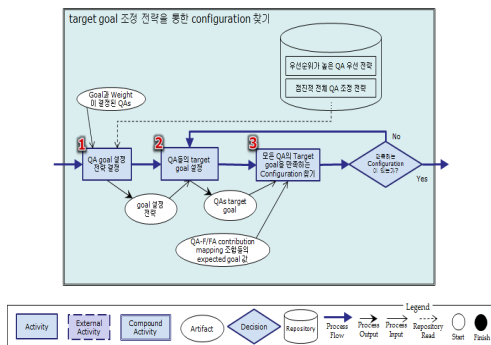 target goal 조정 전략을 통한 configuration 찾기
우선순위가 높은 QA 우선 전략
점진적 전체 QA 조정 전략
Goal과 Weight
이 결정된 QAs
1
QA goal 설정
전략 결정
2
QA들의 target
goal 설정
3
모든 QA의 Target
goal을 만족하는
Configuration 찾기
만족하는
Configuration
이 있는가?
No
Yes
goal 설정
전략
QAs target
goal
QA-F/FA contribution
mapping 조합들의
expected goal 값
Legend
Activity
External
Activity
Compound
Activity
Artifact
Decision
Repository
Process
Flow
Process
Output
Process
Input
Repository
Read
Start
Finish